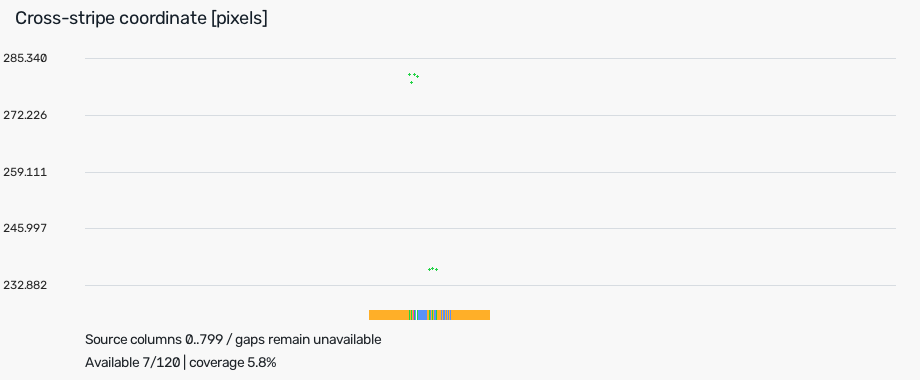 Cross-stripe coordinate [pixels]
285.340
272.226
259.111
245.997
232.882
Source columns 0..799 / gaps remain unavailable
Available 7/120 | coverage 5.8%